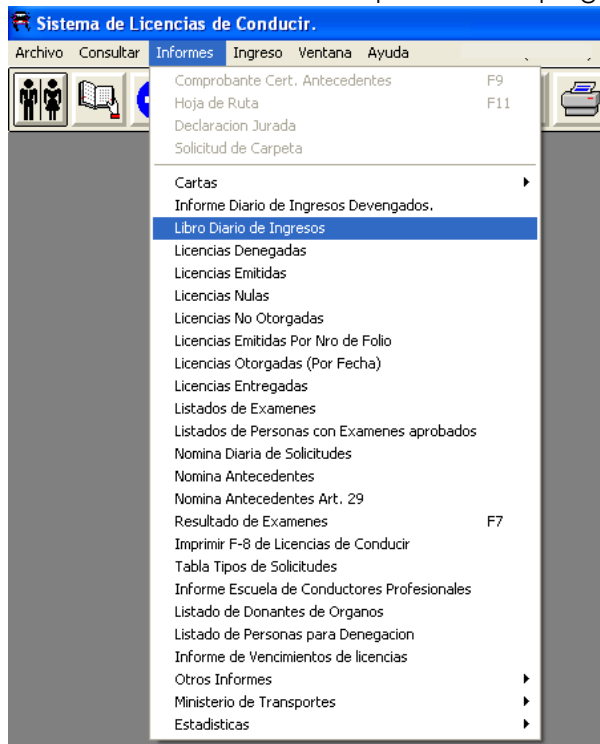 Sistema de Licencias de Conducir.
Archivo Consultar Informes Ingreso Ventana Ayuda
Comprobante Cert. Antecedentes F9
Hoja de Ruta F11
Declaracion Jurada
Solicitud de Carpeta
Cartas
Informe Diario de Ingresos Devengados.
Libro Diario de Ingresos
Licencias Denegadas
Licencias Emitidas
Licencias Nulas
Licencias No Otorgadas
Licencias Emitidas Por Nro de Folio
Licencias Otorgadas (Por Fecha)
Licencias Entregadas
Listados de Examenes
Listados de Personas con Examenes aprobados
Nomina Diaria de Solicitudes
Nomina Antecedentes
Nomina Antecedentes Art. 29
Resultado de Examenes F7
Imprimir F-8 de Licencias de Conducir
Tabla Tipos de Solicitudes
Informe Escuela de Conductores Profesionales
Listado de Donantes de Organos
Listado de Personas para Denegacion
Informe de Vencimientos de licencias
Otros Informes
Ministerio de Transportes
Estadisticas